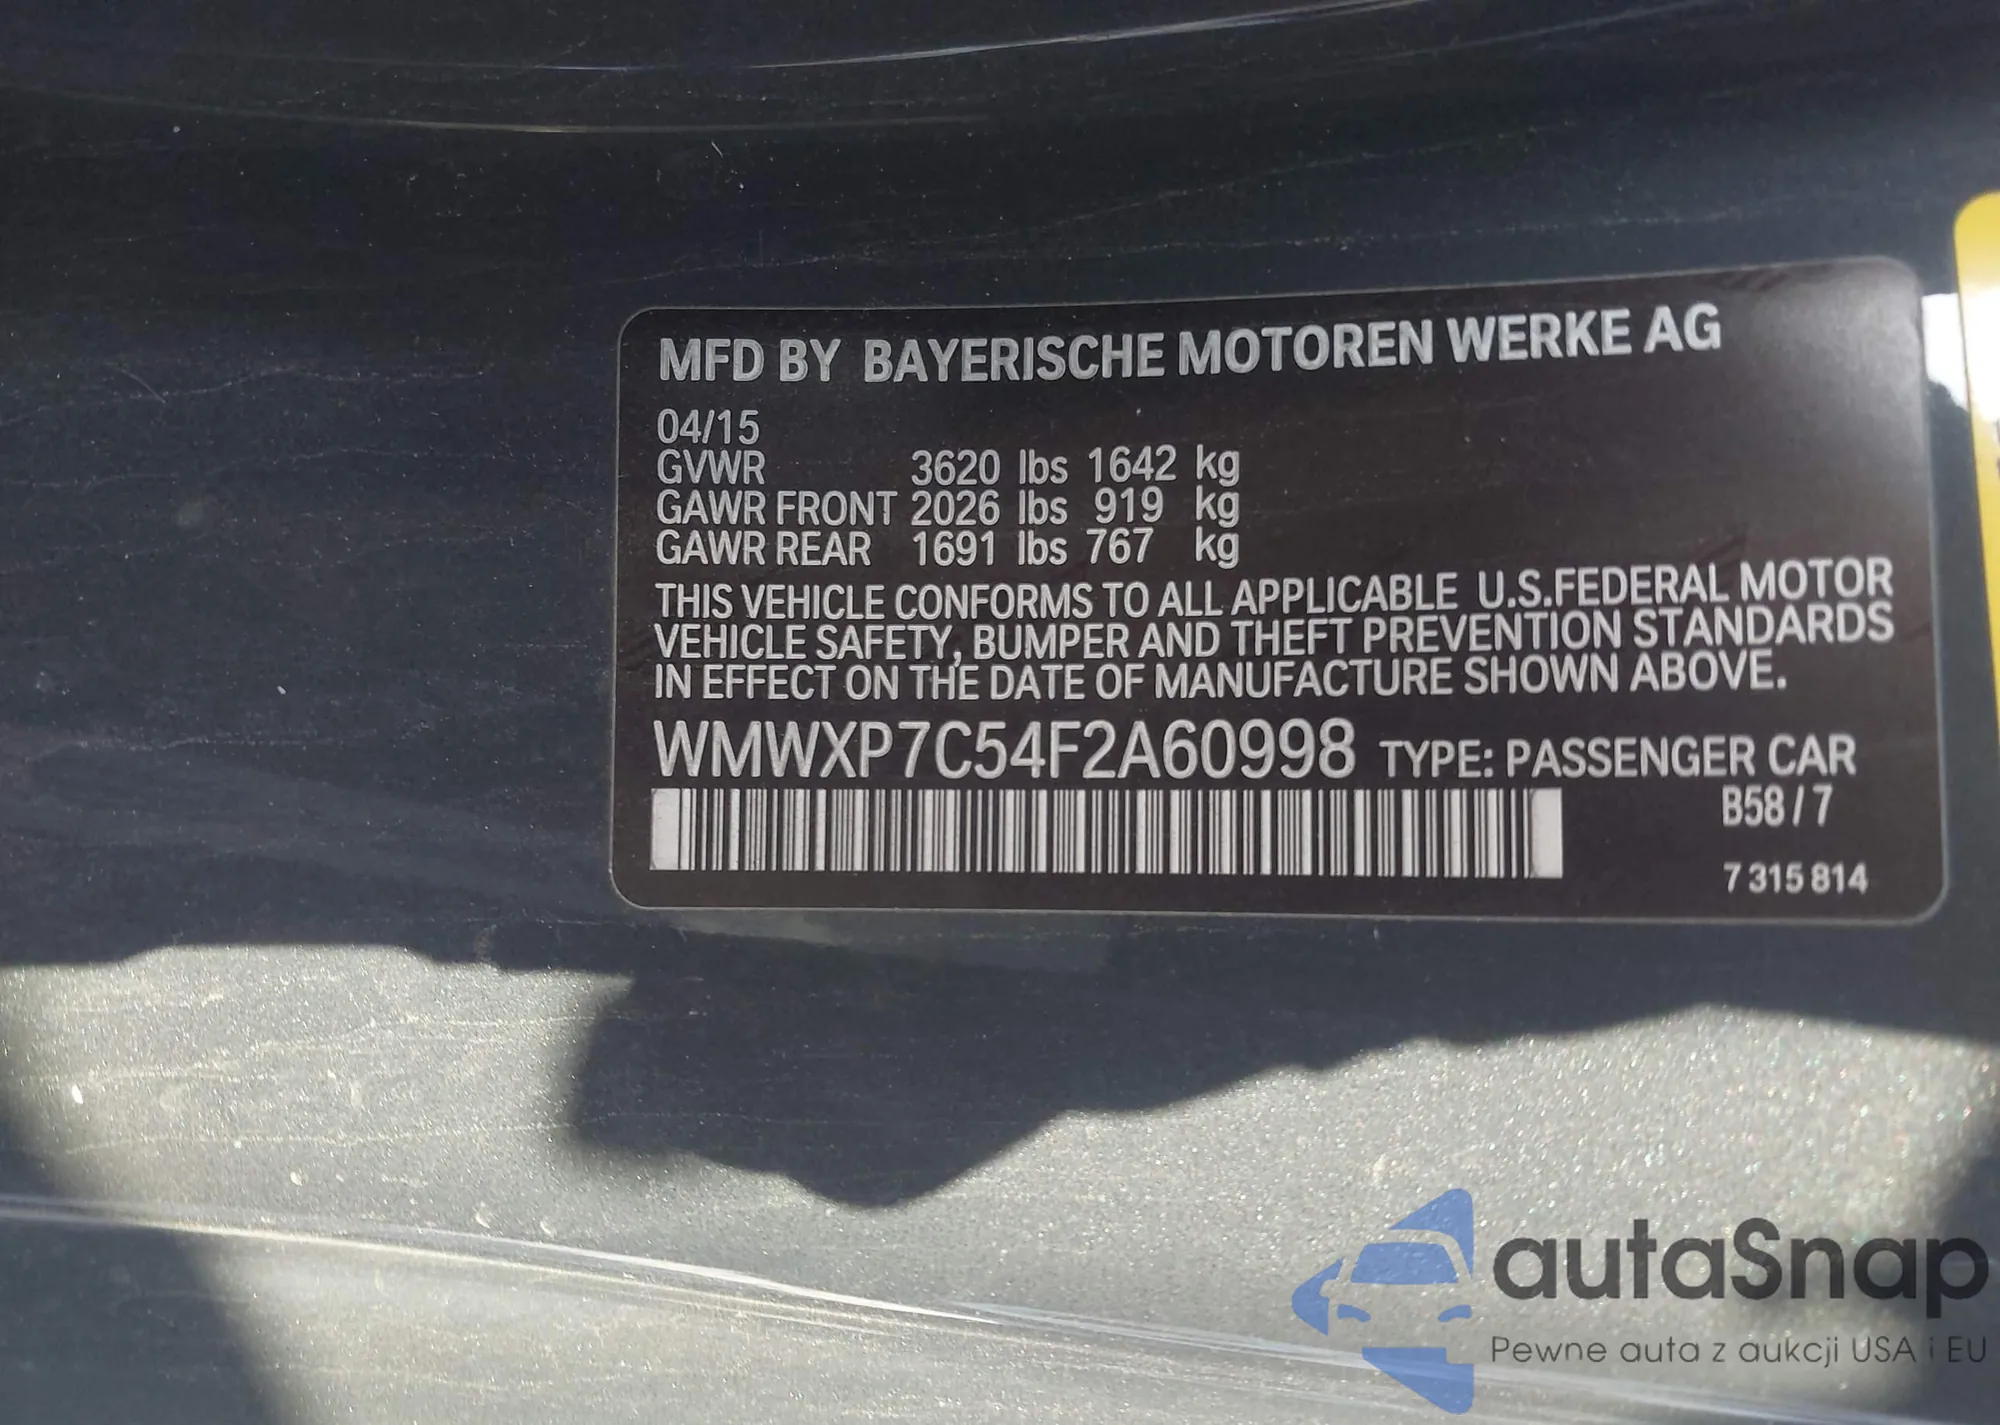 MFD BY BAYERISCHE MOTOREN WERKE AG
04/15
GVWR 3620 lbs 1642 kg
GAWR FRONT 2026 lbs 919 kg
GAWR REAR 1691 lbs 767 kg
THIS VEHICLE CONFORMS TO ALL APPLICABLE U.S.FEDERAL MOTOR
VEHICLE SAFETY, BUMPER AND THEFT PREVENTION STANDARDS
IN EFFECT ON THE DATE OF MANUFACTURE SHOWN ABOVE.
WMWXP7C54F2A60998 TYPE: PASSENGER CAR
B58 / 7
7 315 814
autaSnap
Pewne auta z aukcji USA i EU